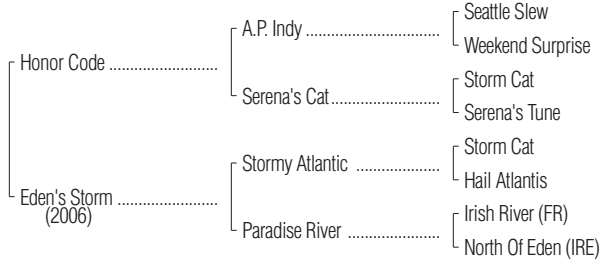 Seattle Slew
A.P. Indy ........................
Weekend Surprise
Honor Code ...........................
Storm Cat
Serena's Cat...........................
Serena's Tune
Storm Cat
Stormy Atlantic .....................
Hail Atlantis
Eden's Storm .........................
(2006)
Irish River (FR)
Paradise River .......................
North Of Eden (IRE)